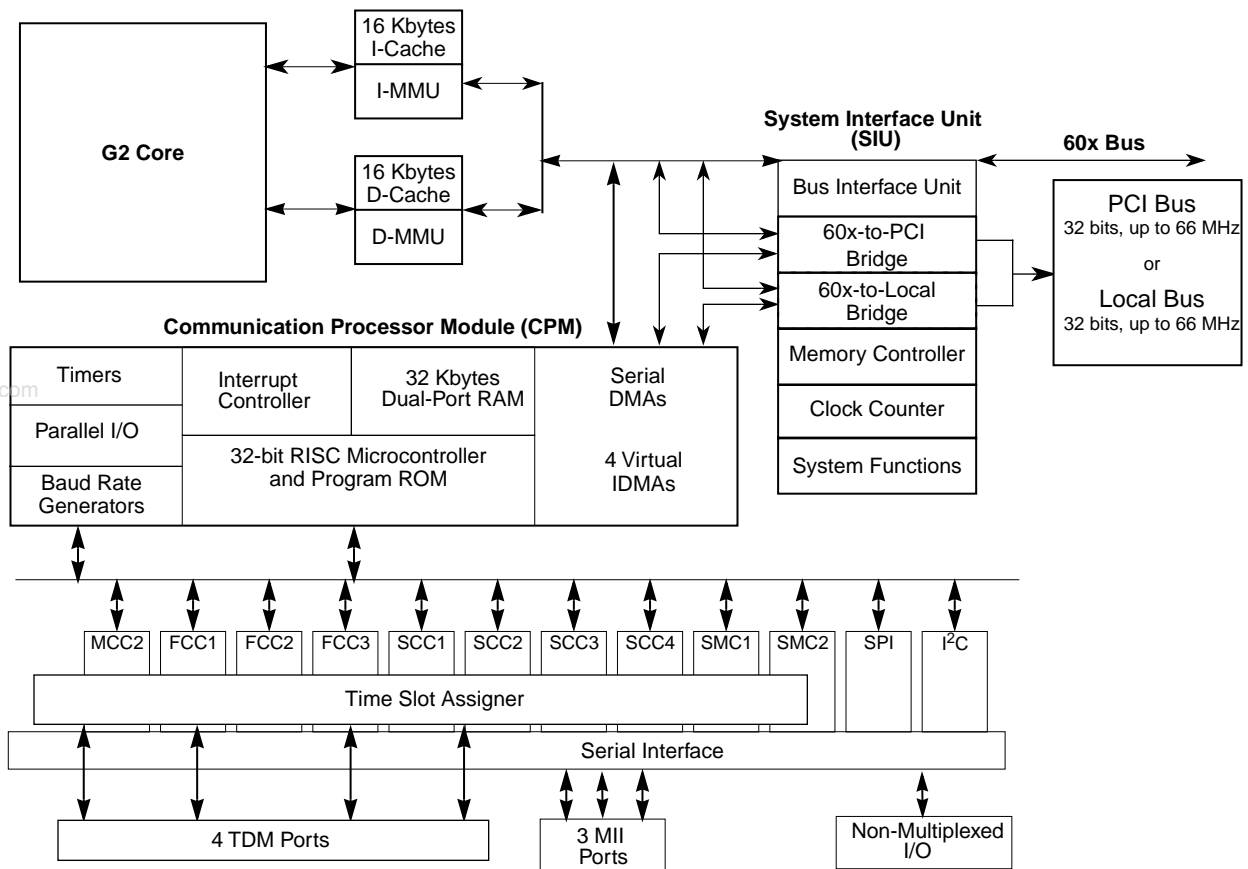 G2 Core
16 Kbytes
I-Cache
I-MMU
16 Kbytes
D-Cache
D-MMU
System Interface Unit
(SIU)
60x Bus
Bus Interface Unit
60x-to-PCI
Bridge
60x-to-Local
Bridge
Memory Controller
Clock Counter
System Functions
PCI Bus
32 bits, up to 66 MHz
or
Local Bus
32 bits, up to 66 MHz
Communication Processor Module (CPM)
Timers
Parallel I/O
Baud Rate
Generators
Interrupt
Controller
32 Kbytes
Dual-Port RAM
32-bit RISC Microcontroller
and Program ROM
Serial
DMAs
4 Virtual
IDMAs
com
MCC2 FCC1 FCC2 FCC3 SCC1 SCC2 SCC3 SCC4 SMC1 SMC2 SPI I²C
Time Slot Assigner
Serial Interface
4 TDM Ports
3 MII
Ports
Non-Multiplexed
I/O